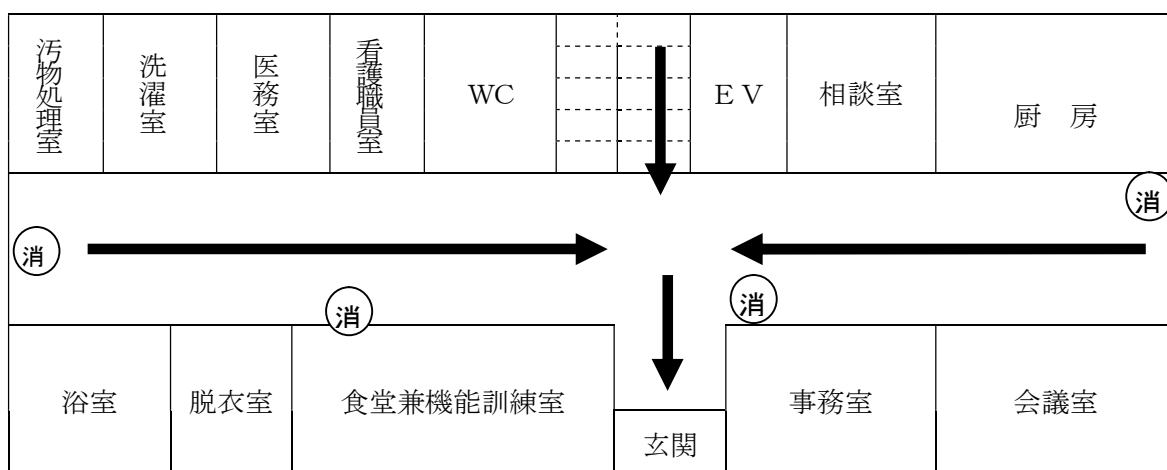 汚物処理室
洗濯室
医務室
看護職員室
WC
ＥＶ
相談室
厨　房
消
消
消
消
浴室
脱衣室
食堂兼機能訓練室
玄関
事務室
会議室